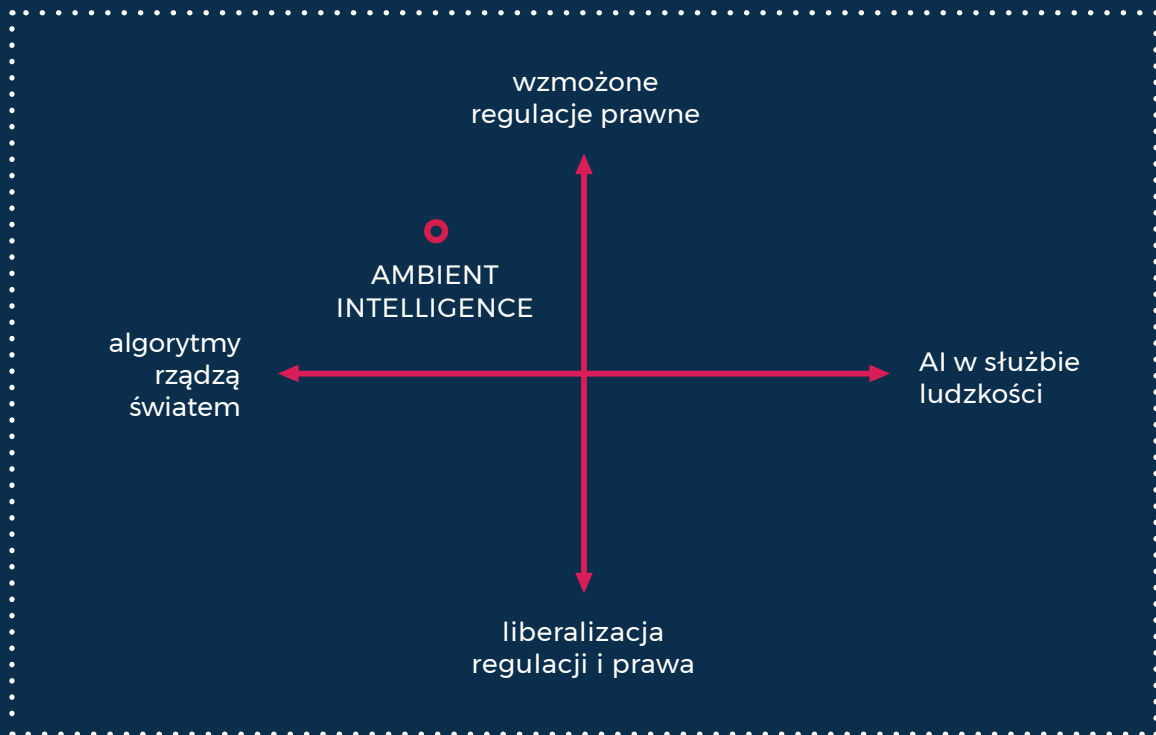 wzmożone
regulacje prawne
AMBIENT
INTELLIGENCE
algorytmy
rządzą
światem
AI w służbie
ludzkości
liberalizacja
regulacji i prawa